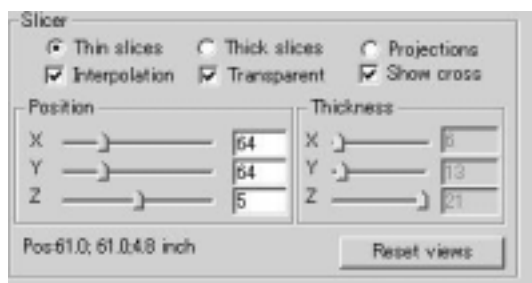 Slicer
Thin slices Thick slices Projections
Interpolation Transparent Show cross
Position Thickness
X 64 X 6
Y 64 Y 13
Z 5 Z 21
Pos:61.0; 61.0;4.8 inch Reset views